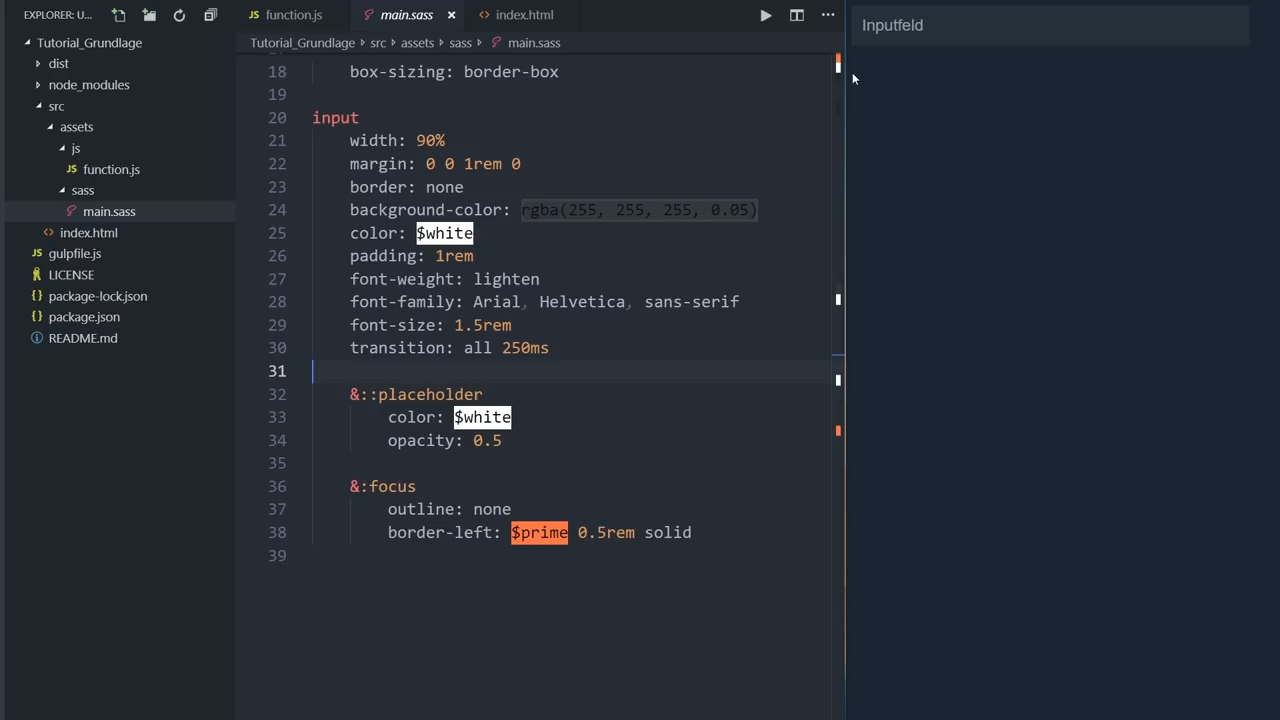 EXPLORER: U...
Tutorial_Grundlage
dist
node_modules
src
assets
js
JS function.js
sass
main.sass
<> index.html
JS gulpfile.js
LICENSE
{} package-lock.json
{} package.json
README.md
JS function.js main.sass × <> index.html ...
Tutorial_Grundlage ▸ src ▸ assets ▸ sass ▸ main.sass
18 box-sizing: border-box
19
20 input
21 width: 90%
22 margin: 0 0 1rem 0
23 border: none
24 background-color: rgba(255, 255, 255, 0.05)
25 color: $white
26 padding: 1rem
27 font-weight: lighten
28 font-family: Arial, Helvetica, sans-serif
29 font-size: 1.5rem
30 transition: all 250ms
31
32 &::placeholder
33 color: $white
34 opacity: 0.5
35
36 &:focus
37 outline: none
38 border-left: $prime 0.5rem solid
39
Inputfeld